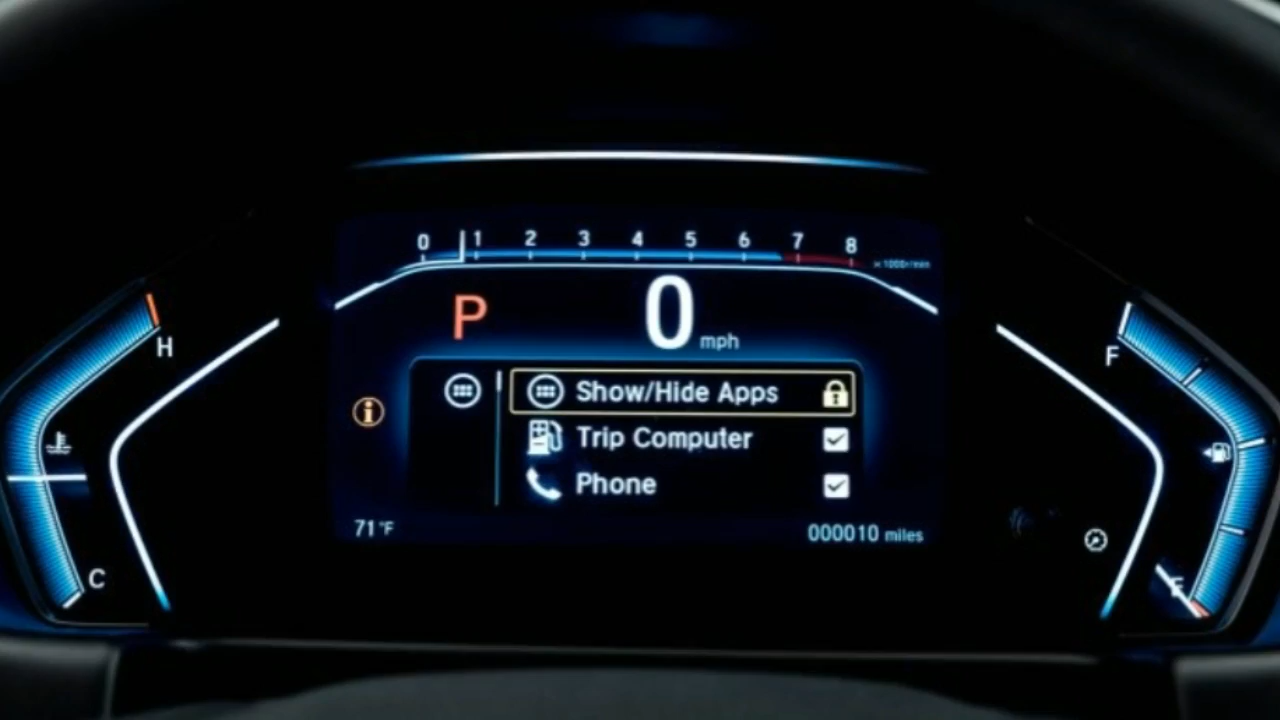 0 1 2 3 4 5 6 7 8
x1000r/min
P 0 mph
H
F
Show/Hide Apps
Trip Computer
Phone
C
E
71°F
000010 miles